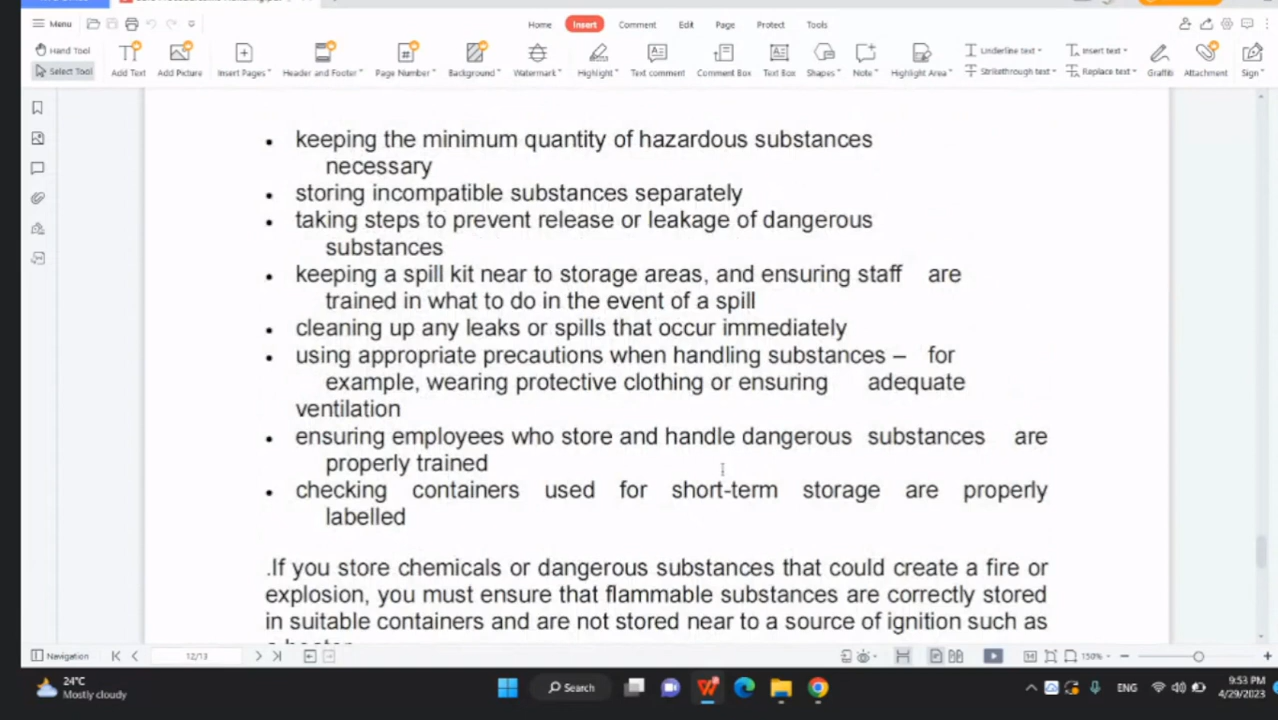 Menu
Home
Insert
Comment
Edit
Page
Protect
Tools
Hand Tool
Select Tool
Add Text
Add Picture
Insert Pages
Header and Footer
Page Number
Background
Watermark
Highlight
Text comment
Comment Box
Text Box
Shapes
Note
Highlight Area
Underline text
Strikethrough text
Insert text
Replace text
Graffiti
Attachment
Sign
• keeping the minimum quantity of hazardous substances
necessary
• storing incompatible substances separately
• taking steps to prevent release or leakage of dangerous
substances
• keeping a spill kit near to storage areas, and ensuring staff are
trained in what to do in the event of a spill
• cleaning up any leaks or spills that occur immediately
• using appropriate precautions when handling substances – for
example, wearing protective clothing or ensuring adequate
ventilation
• ensuring employees who store and handle dangerous substances are
properly trained
• checking containers used for short-term storage are properly
labelled
.If you store chemicals or dangerous substances that could create a fire or
explosion, you must ensure that flammable substances are correctly stored
in suitable containers and are not stored near to a source of ignition such as
Navigation
12/13
150%
24°C
Mostly cloudy
Search
ENG
9:53 PM
4/29/2023